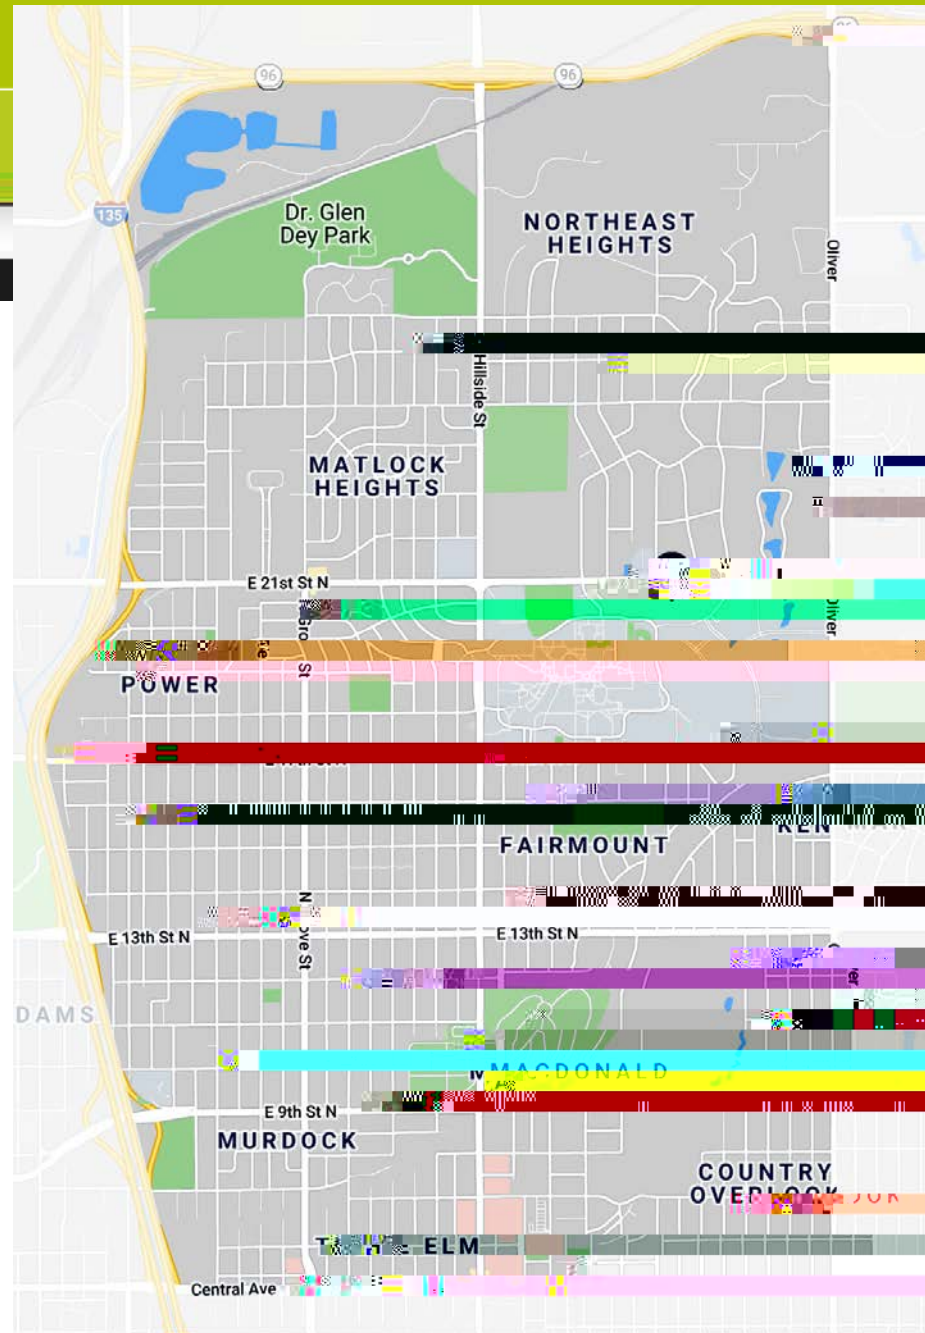 96
96
135
Dr. Glen
Dey Park
NORTHEAST
HEIGHTS
Oliver
Hillside St
MATLOCK
HEIGHTS
E 21st St N
St
POWER
FAIRMOUNT
N
St
E 13th St N
E 13th St N
DAMS
MACDONALD
E 9th St N
MURDOCK
COUNTRY
ELM
Central Ave